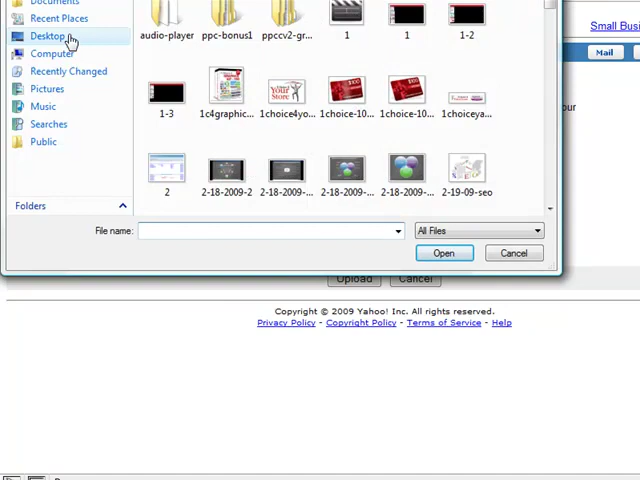 Documents
Recent Places
Desktop
Computer
Recently Changed
Pictures
Music
Searches
Public
Folders
audio-player ppc-bonus1 ppccv2-gr... 1 1 1-2
1-3 1c4graphic... 1choice4yo... 1choice-10... 1choice-10... 1choiceya...
2 2-18-2009-2 2-18-2009-... 2-18-2009-... 2-18-2009-... 2-19-09-seo
File name: All Files
Open Cancel
Small Busi
Mail
our
Upload Cancel
Copyright © 2009 Yahoo! Inc. All rights reserved.
Privacy Policy - Copyright Policy - Terms of Service - Help